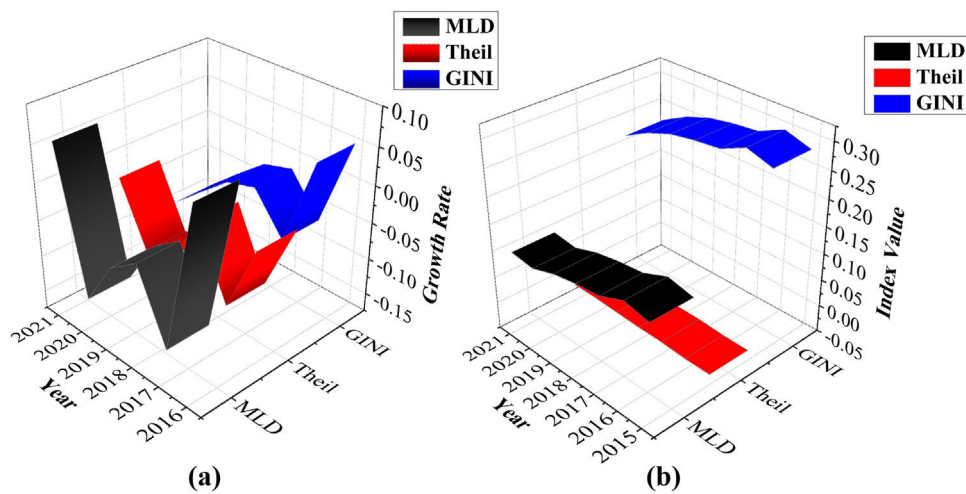 MLD
Theil
GINI
0.10
0.05
0.00
-0.05
-0.10
-0.15
Growth Rate
2021
2020
2019
2018
2017
2016
Year
MLD
Theil
GINI
(a)
MLD
Theil
GINI
0.30
0.25
0.20
0.15
0.10
0.05
0.00
-0.05
Index Value
2021
2020
2019
2018
2017
2016
2015
Year
MLD
Theil
GINI
(b)